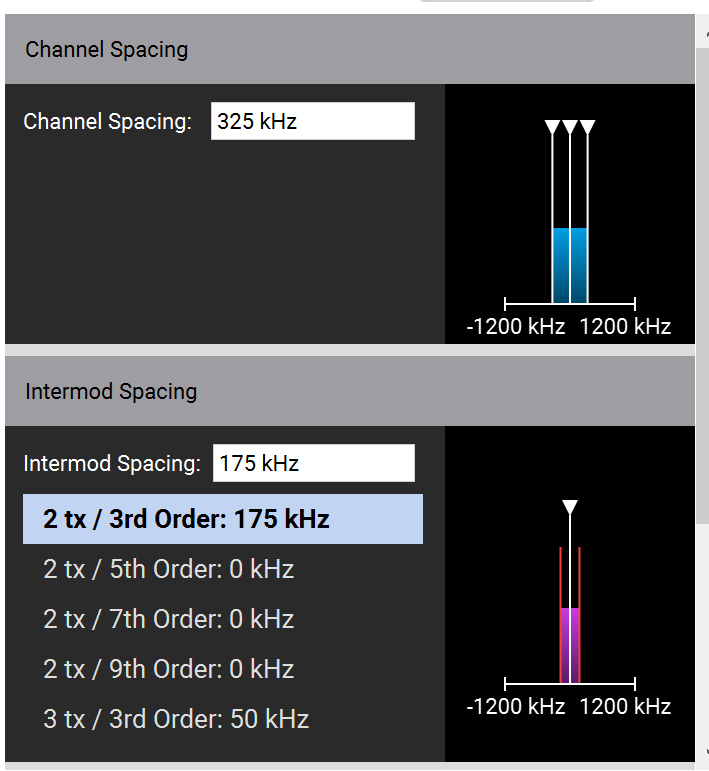 Channel Spacing
Channel Spacing: 325 kHz
-1200 kHz 1200 kHz
Intermod Spacing
Intermod Spacing: 175 kHz
2 tx / 3rd Order: 175 kHz
2 tx / 5th Order: 0 kHz
2 tx / 7th Order: 0 kHz
2 tx / 9th Order: 0 kHz
3 tx / 3rd Order: 50 kHz
-1200 kHz 1200 kHz